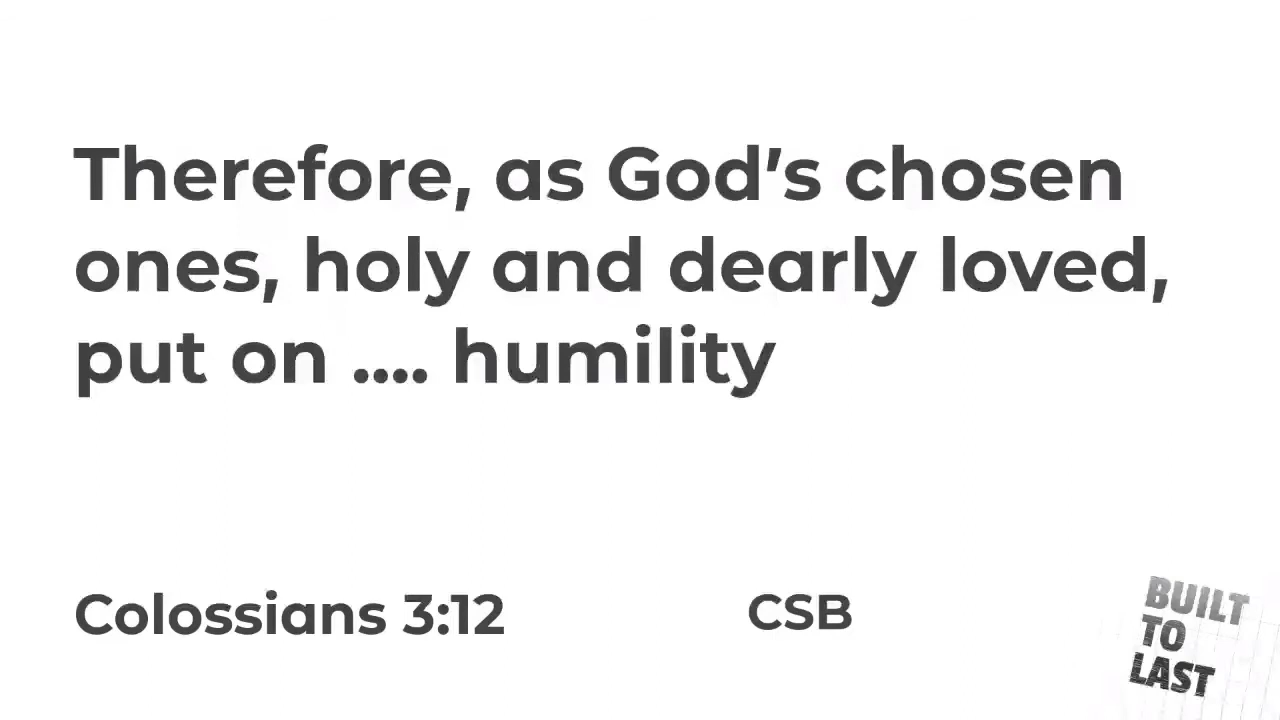 Therefore, as God’s chosen
ones, holy and dearly loved,
put on .... humility
Colossians 3:12 CSB
BUILT
TO
LAST